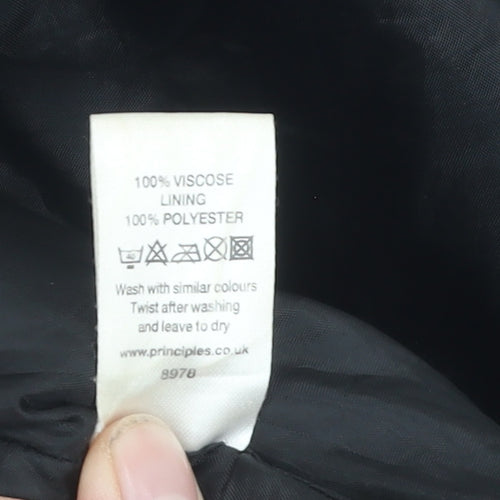 100% VISCOSE
LINING
100% POLYESTER
40
Wash with similar colours
Twist after washing
and leave to dry
www.principles.co.uk
8978